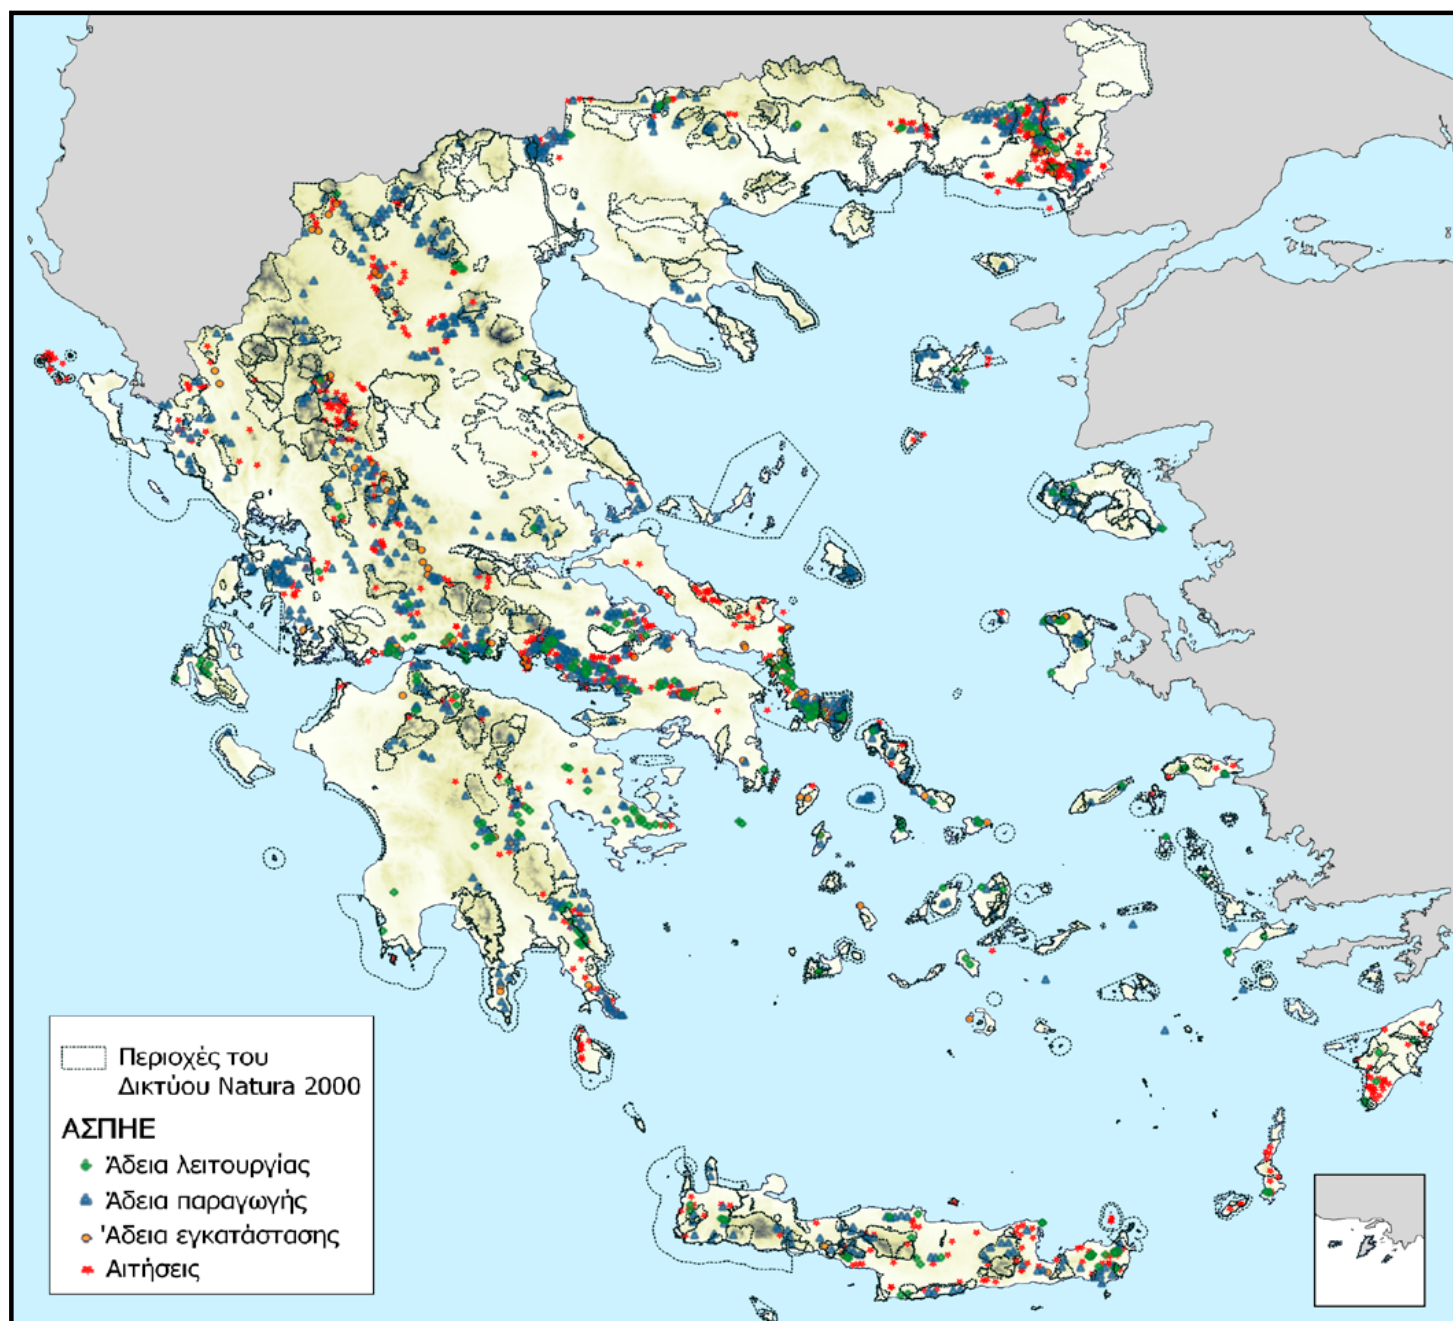 Περιοχές του
Δικτύου Natura 2000
ΑΣΠΗΕ
Άδεια λειτουργίας
Άδεια παραγωγής
'Αδεια εγκατάστασης
Αιτήσεις